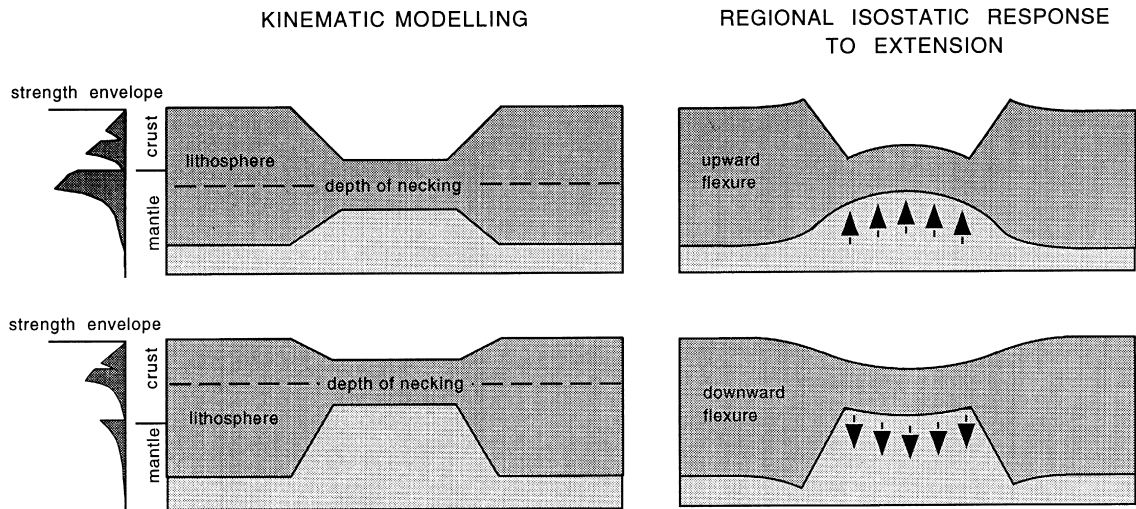 KINEMATIC MODELLING
REGIONAL ISOSTATIC RESPONSE
TO EXTENSION
strength envelope
crust
mantle
lithosphere
depth of necking
upward
flexure
strength envelope
crust
mantle
depth of necking
lithosphere
downward
flexure